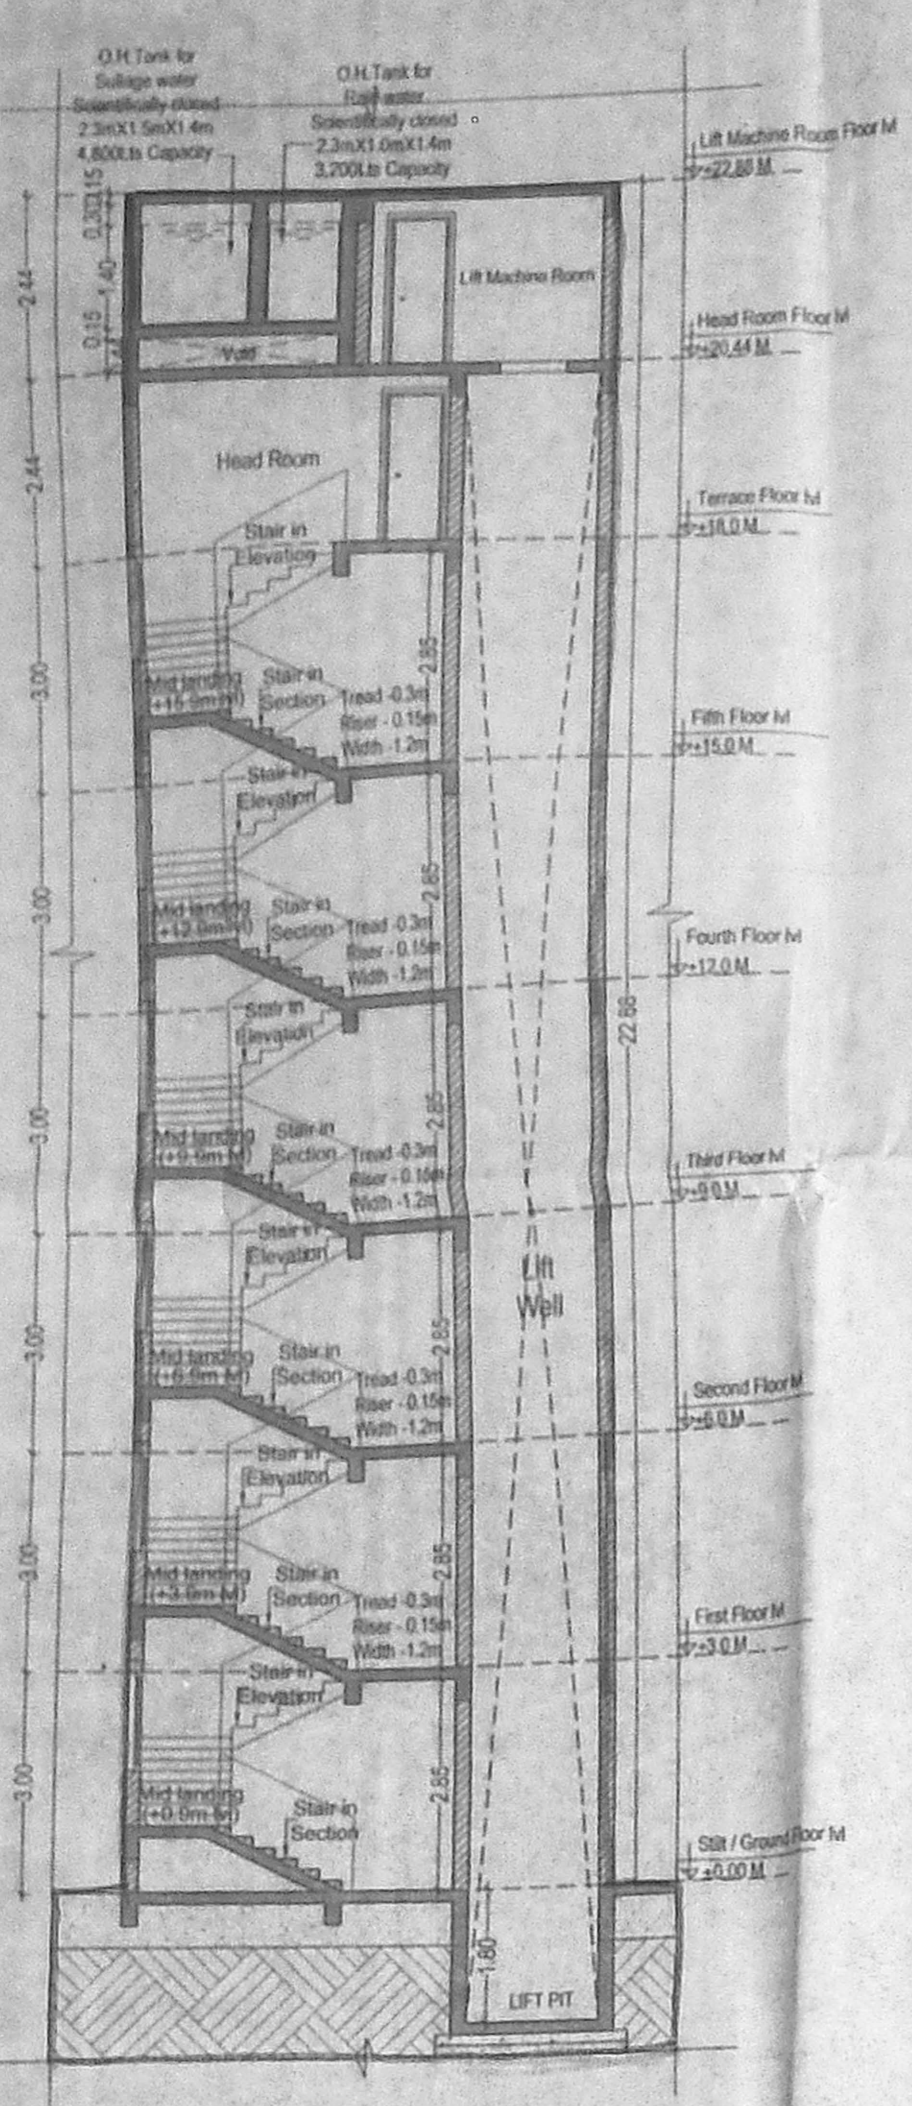 O.H.Tank for
Sullage water
Scientifically closed
2.3mX1.5mX1.4m
4,800Lts Capacity
O.H.Tank for
Rain water
Scientifically closed
2.3mX1.0mX1.4m
3,200Lts Capacity
Lift Machine Room Floor lvl
+22.88 M
0.15
0.30
1.40
0.15
2.44
Lift Machine Room
Void
Head Room Floor lvl
+20.44 M
2.44
Head Room
Terrace Floor lvl
+18.0 M
Stair in
Elevation
3.00
2.85
Mid landing
(+15.9m lvl)
Stair in
Section
Tread -0.3m
Riser - 0.15m
Width -1.2m
Fifth Floor lvl
+15.0 M
Stair in
Elevation
3.00
2.85
Mid landing
(+12.9m lvl)
Stair in
Section
Tread -0.3m
Riser - 0.15m
Width -1.2m
Fourth Floor lvl
+12.0 M
22.88
Stair in
Elevation
3.00
2.85
Mid landing
(+9.9m lvl)
Stair in
Section
Tread -0.3m
Riser - 0.15m
Width -1.2m
Third Floor lvl
+9.0 M
Stair in
Elevation
Lift
Well
3.00
2.85
Mid landing
(+6.9m lvl)
Stair in
Section
Tread -0.3m
Riser - 0.15m
Width -1.2m
Second Floor lvl
+6.0 M
Stair in
Elevation
3.00
2.85
Mid landing
(+3.9m lvl)
Stair in
Section
Tread -0.3m
Riser - 0.15m
Width -1.2m
First Floor lvl
+3.0 M
Stair in
Elevation
3.00
2.85
Mid landing
(+0.9m lvl)
Stair in
Section
Stilt / Ground Floor lvl
+0.00 M
1.80
LIFT PIT